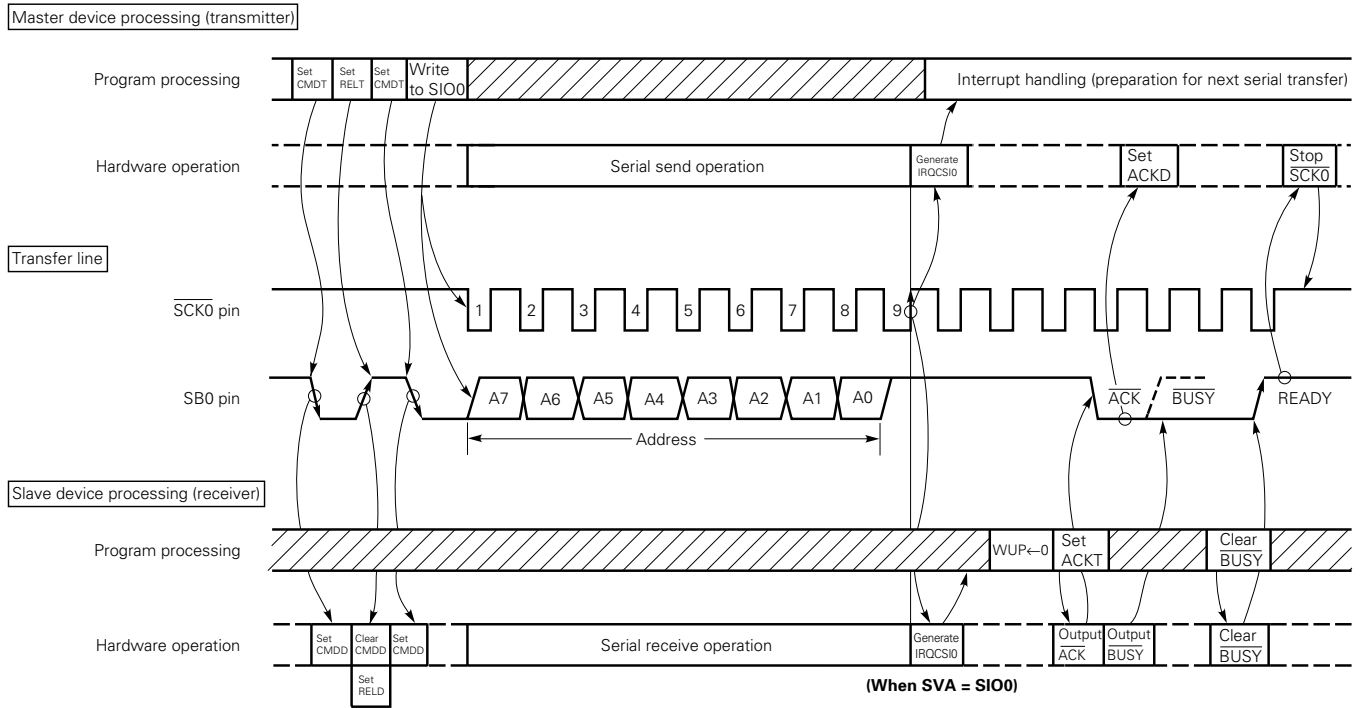 Master device processing (transmitter)
Program processing
Set
CMDT
Set
RELT
Set
CMDT
Write
to SIO0
Interrupt handling (preparation for next serial transfer)
Hardware operation
Serial send operation
Generate
IRQCSI0
Set
ACKD
Stop
SCK0
Transfer line
SCK0 pin
1 2 3 4 5 6 7 8 9
SB0 pin
A7 A6 A5 A4 A3 A2 A1 A0
ACK
BUSY
READY
Address
Slave device processing (receiver)
Program processing
WUP←0
Set
ACKT
Clear
BUSY
Hardware operation
Set
CMDD
Clear
CMDD
Set
CMDD
Set
RELD
Serial receive operation
Generate
IRQCSI0
Output
ACK
Output
BUSY
Clear
BUSY
(When SVA = SIO0)